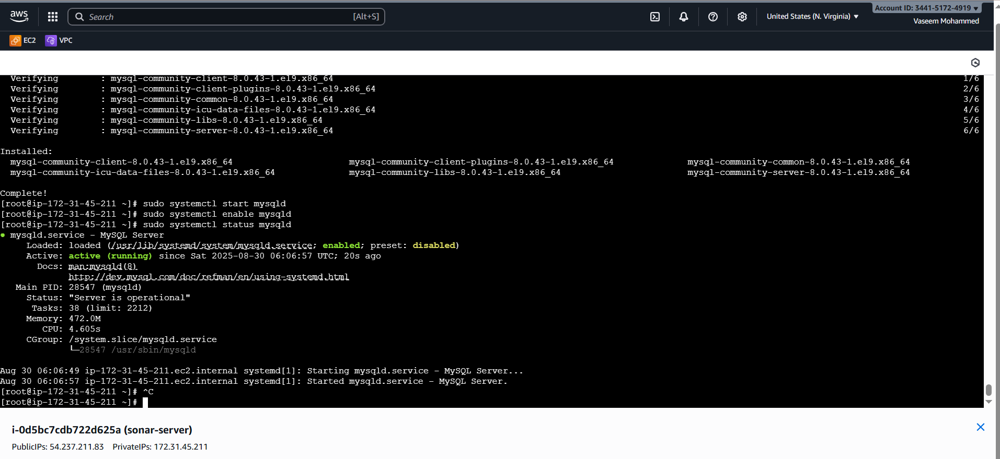 aws
Search [Alt+S]
United States (N. Virginia) ▼
Account ID: 3441-5172-4919 ▼
Vaseem Mohammed
EC2 VPC
Verifying : mysql-community-client-8.0.43-1.el9.x86_64 1/6
Verifying : mysql-community-client-plugins-8.0.43-1.el9.x86_64 2/6
Verifying : mysql-community-common-8.0.43-1.el9.x86_64 3/6
Verifying : mysql-community-icu-data-files-8.0.43-1.el9.x86_64 4/6
Verifying : mysql-community-libs-8.0.43-1.el9.x86_64 5/6
Verifying : mysql-community-server-8.0.43-1.el9.x86_64 6/6
Installed:
mysql-community-client-8.0.43-1.el9.x86_64 mysql-community-client-plugins-8.0.43-1.el9.x86_64 mysql-community-common-8.0.43-1.el9.x86_64
mysql-community-icu-data-files-8.0.43-1.el9.x86_64 mysql-community-libs-8.0.43-1.el9.x86_64 mysql-community-server-8.0.43-1.el9.x86_64
Complete!
[root@ip-172-31-45-211 ~]# sudo systemctl start mysqld
[root@ip-172-31-45-211 ~]# sudo systemctl enable mysqld
[root@ip-172-31-45-211 ~]# sudo systemctl status mysqld
● mysqld.service - MySQL Server
Loaded: loaded (/usr/lib/systemd/system/mysqld.service; enabled; preset: disabled)
Active: active (running) since Sat 2025-08-30 06:06:57 UTC; 20s ago
Docs: man:mysqld(8)
http://dev.mysql.com/doc/refman/en/using-systemd.html
Main PID: 28547 (mysqld)
Status: "Server is operational"
Tasks: 38 (limit: 2212)
Memory: 472.0M
CPU: 4.605s
CGroup: /system.slice/mysqld.service
└─28547 /usr/sbin/mysqld
Aug 30 06:06:49 ip-172-31-45-211.ec2.internal systemd[1]: Starting mysqld.service - MySQL Server...
Aug 30 06:06:57 ip-172-31-45-211.ec2.internal systemd[1]: Started mysqld.service - MySQL Server.
[root@ip-172-31-45-211 ~]# ^C
[root@ip-172-31-45-211 ~]#
i-0d5bc7cdb722d625a (sonar-server)
PublicIPs: 54.237.211.83 PrivateIPs: 172.31.45.211